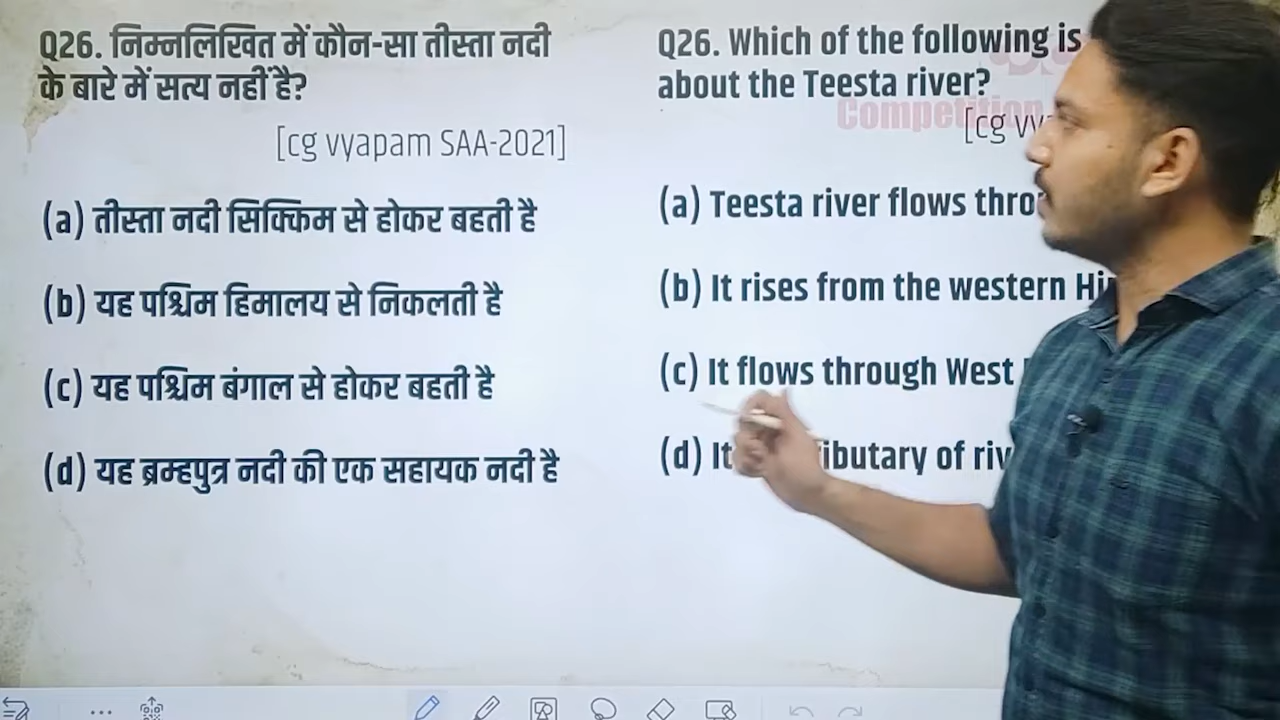 Q26. निम्नलिखित में कौन-सा तीस्ता नदी
के बारे में सत्य नहीं है?
[cg vyapam SAA-2021]
(a) तीस्ता नदी सिक्किम से होकर बहती है
(b) यह पश्चिम हिमालय से निकलती है
(c) यह पश्चिम बंगाल से होकर बहती है
(d) यह ब्रम्हपुत्र नदी की एक सहायक नदी है
Q26. Which of the following is
about the Teesta river?
Competition
[cg
(a) Teesta river flows
(b) It rises from the western
(c) It flows through West
(d) It of